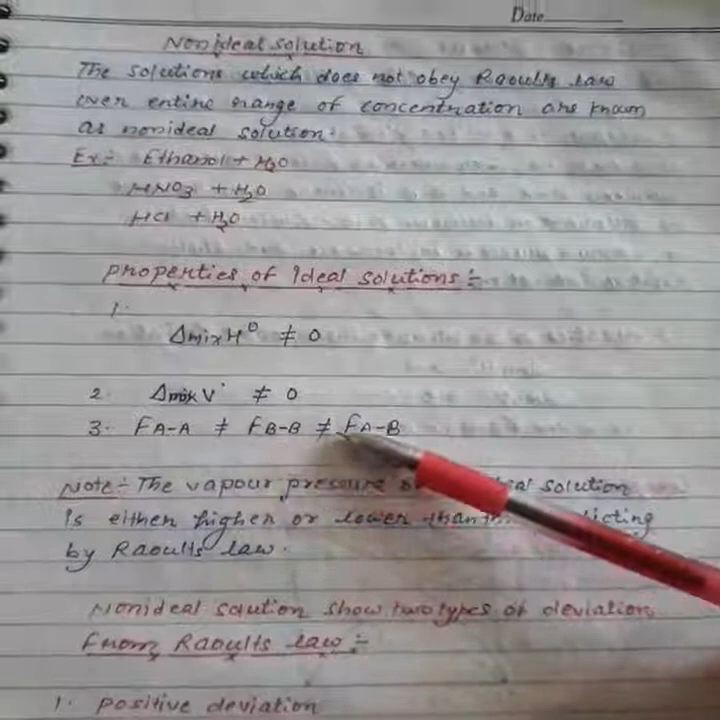 Date
Nonideal solution
The solutions which does not obey Raoults law
over entire range of concentration are known
as nonideal solution.
Ex:- Ethanol + H2O
HNO3 + H2O
HCl + H2O
Properties of Ideal solutions :-
1.
ΔmixH⁰ ≠ 0
2. ΔmixV ≠ 0
3. FA-A ≠ FB-B ≠ FA-B
Note:- The vapour pressure solution
is either higher or lower than
by Raoults law.
Nonideal soution show two types of deviation
From Raoults law :-
1. Positive deviation